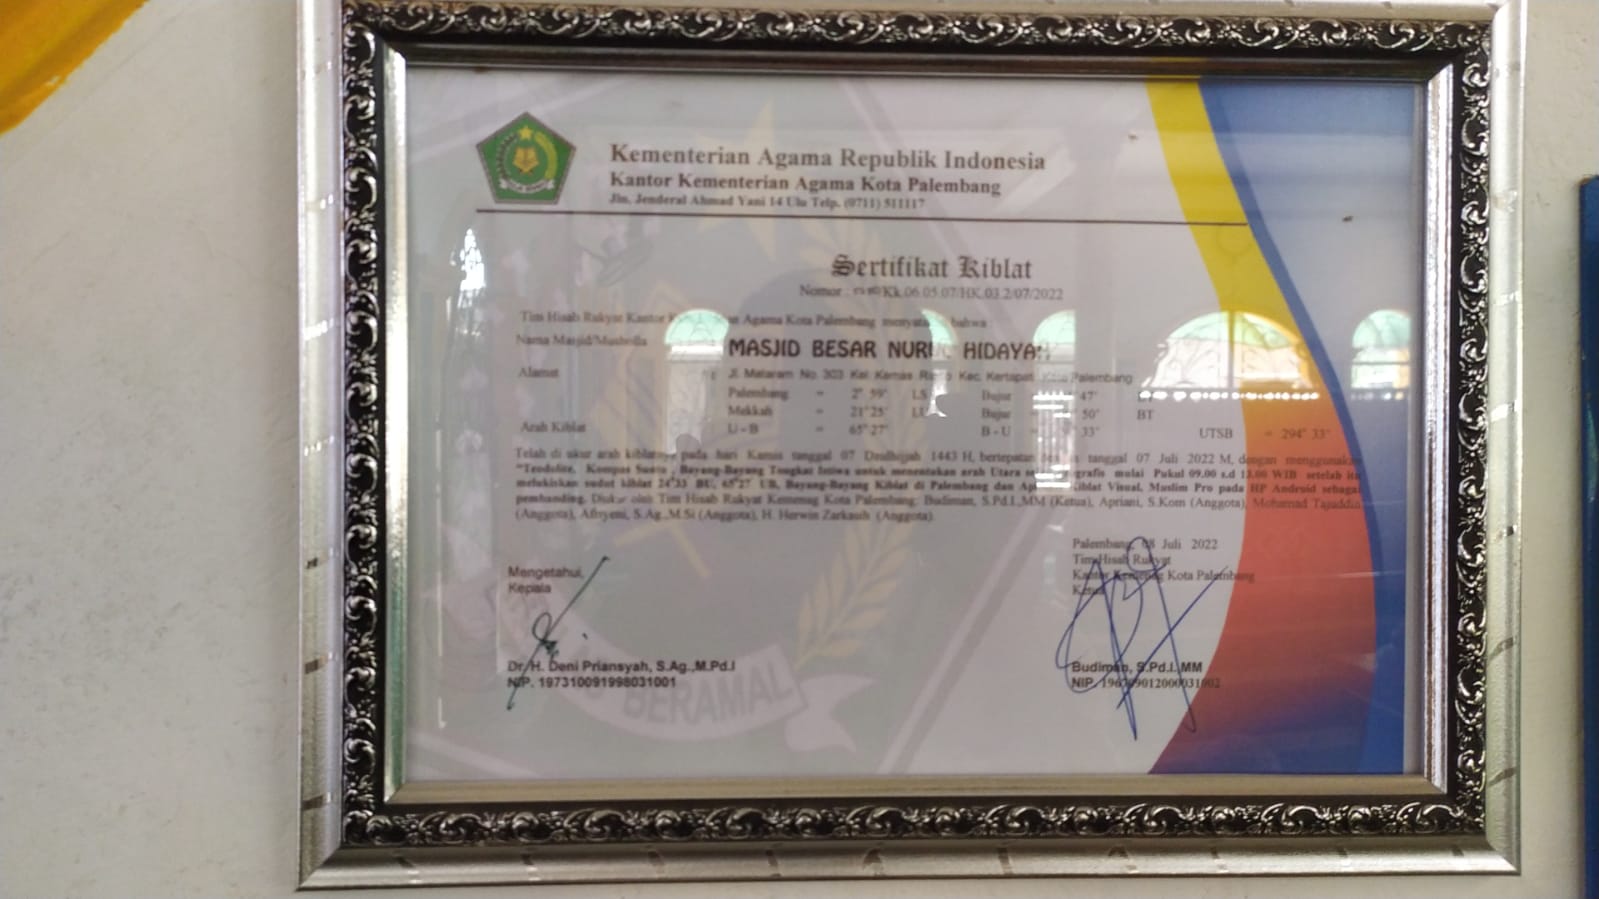 Kementerian Agama Republik Indonesia
Kantor Kementerian Agama Kota Palembang
Jln. Jenderal Ahmad Yani 14 Ulu Telp. (0711) 511117
Sertifikat Kiblat
Nomor : Kk.06.05.07/HK.03.2/07/2022
Tim Hisab Rukyat Kantor Agama Kota Palembang menyatakan bahwa
Nama Masjid/Musholla MASJID BESAR NURUL HIDAYAH
Alamat : Jl. Mataram No. 303 Kel. Kemas Rindo Kec. Kertapati Kota Palembang
Palembang = 2° 59' LS Bujur 47'
Mekkah = 21° 25' LU Bujur 50' BT
Arah Kiblat U - B = 65° 27' B - U = 33' UTSB = 294° 33'
Telah di ukur arah kiblatnya pada hari Kamis tanggal 07 Dzulhijjah 1443 H, bertepatan tanggal 07 Juli 2022 M, dengan menggunakan
"Teodolite, Kompas Suunto, Bayang-Bayang Tongkat Istiwa untuk menentukan arah Utara mulai Pukul 09.00 s.d 13.00 WIB setelah itu
melukiskan sudut kiblat 24°33 BU, 65°27 UB, Bayang-Bayang Kiblat di Palembang dan Kiblat Visual, Muslim Pro pada HP Android sebagai
pembanding. Diukur oleh Tim Hisab Rukyat Kemenag Kota Palembang: Budiman, S.Pd.I.,MM (Ketua), Apriani, S.Kom (Anggota), Mohamad Tajuddin
(Anggota), S.Ag.,M.Si (Anggota), H. Herwin Zarkasih (Anggota).
Palembang, 08 Juli 2022
Tim Hisab Rukyat
Kantor Kemenag Kota Palembang
Ketua
Mengetahui,
Kepala
Dr. H. Deni Priansyah, S.Ag.,M.Pd.I
NIP. 197310091998031001
Budiman, S.Pd.I.,MM
NIP.
BERAMAL